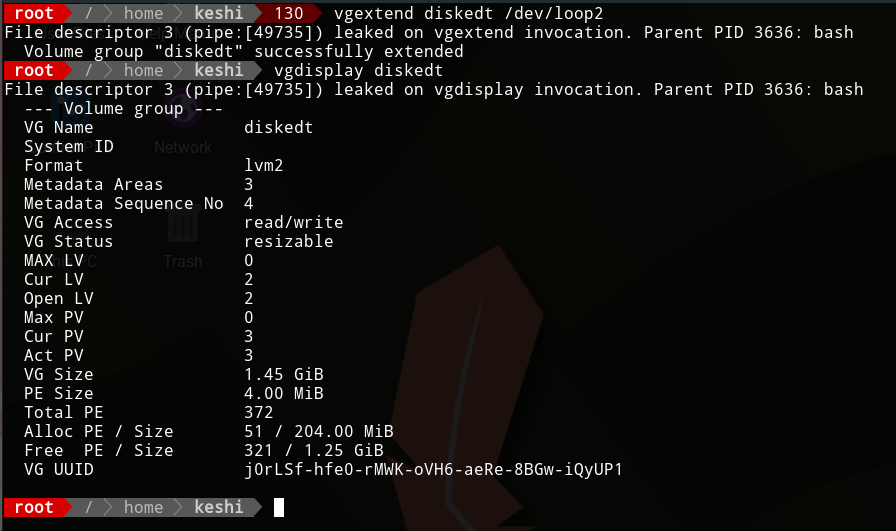 root / home keshi 130 vgextend diskedt /dev/loop2
File descriptor 3 (pipe:[49735]) leaked on vgextend invocation. Parent PID 3636: bash
Volume group "diskedt" successfully extended
root / home keshi vgdisplay diskedt
File descriptor 3 (pipe:[49735]) leaked on vgdisplay invocation. Parent PID 3636: bash
--- Volume group ---
VG Name diskedt
System ID
Network
Format lvm2
Metadata Areas 3
Metadata Sequence No 4
VG Access read/write
VG Status resizable
MAX LV 0
Trash
Cur LV 2
Open LV 2
Max PV 0
Cur PV 3
Act PV 3
VG Size 1.45 GiB
PE Size 4.00 MiB
Total PE 372
Alloc PE / Size 51 / 204.00 MiB
Free PE / Size 321 / 1.25 GiB
VG UUID j0rLSf-hfe0-rMWK-oVH6-aeRe-8BGw-iQyUP1
root / home keshi